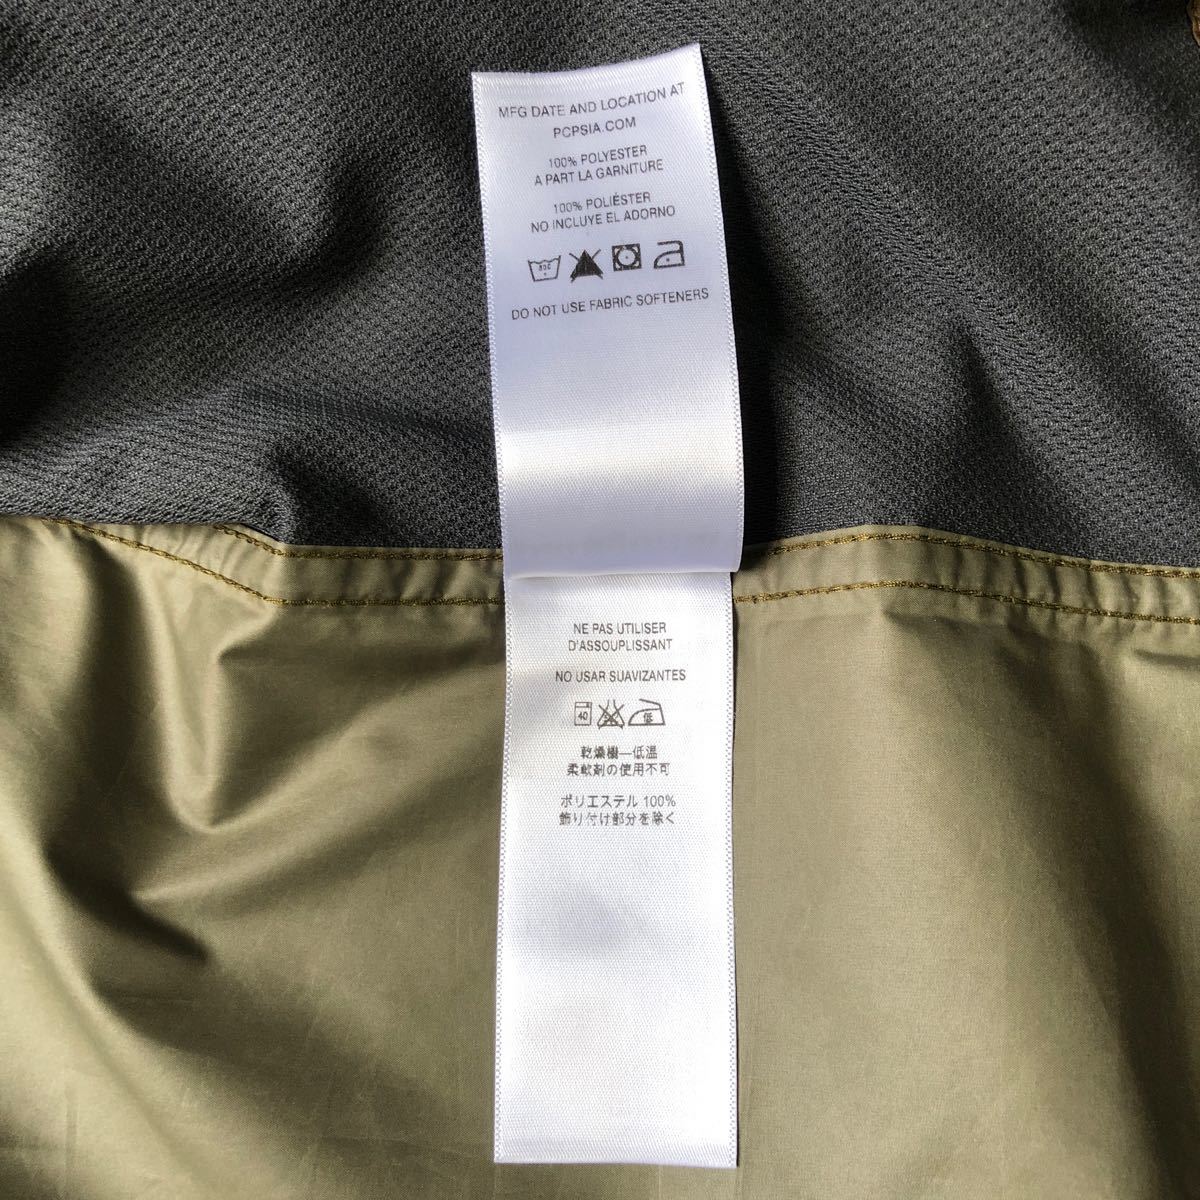 MFG DATE AND LOCATION AT
PCPSIA.COM
100% POLYESTER
A PART LA GARNITURE
100% POLIÉSTER
NO INCLUYE EL ADORNO
30C
DO NOT USE FABRIC SOFTENERS
NE PAS UTILISER
D'ASSOUPLISSANT
NO USAR SUAVIZANTES
40 低
乾燥機—低温
柔軟剤の使用不可
ポリエステル 100%
飾り付け部分を除く